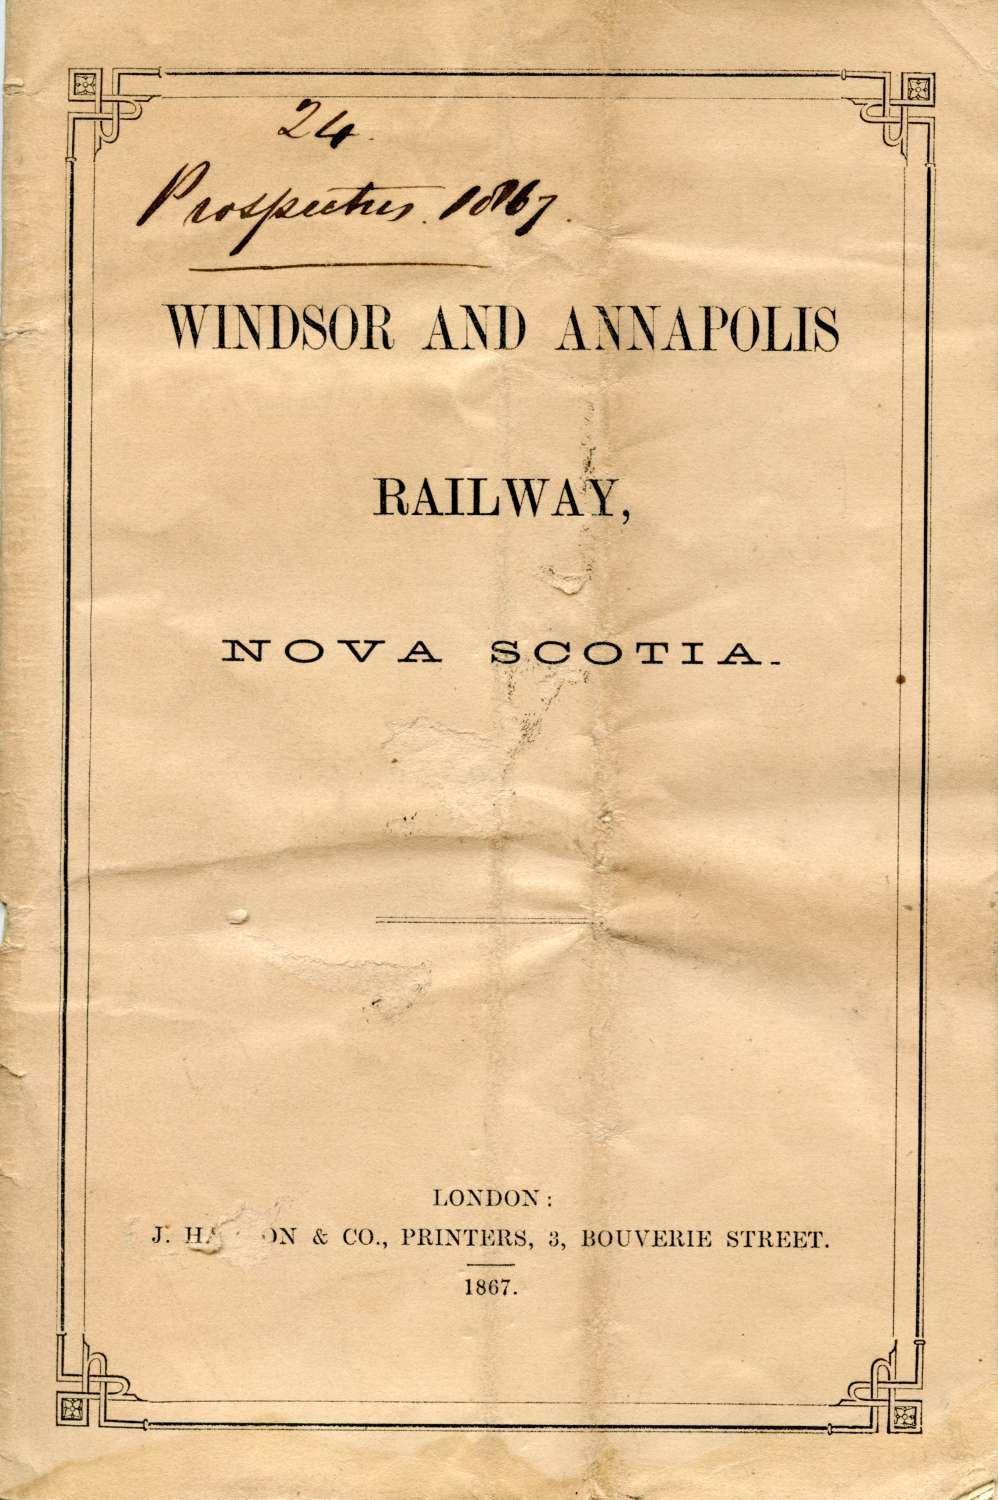 24.
Prospectus. 1867.
WINDSOR AND ANNAPOLIS
RAILWAY,
NOVA SCOTIA.
LONDON:
J. & CO., PRINTERS, 3, BOUVERIE STREET.
1867.